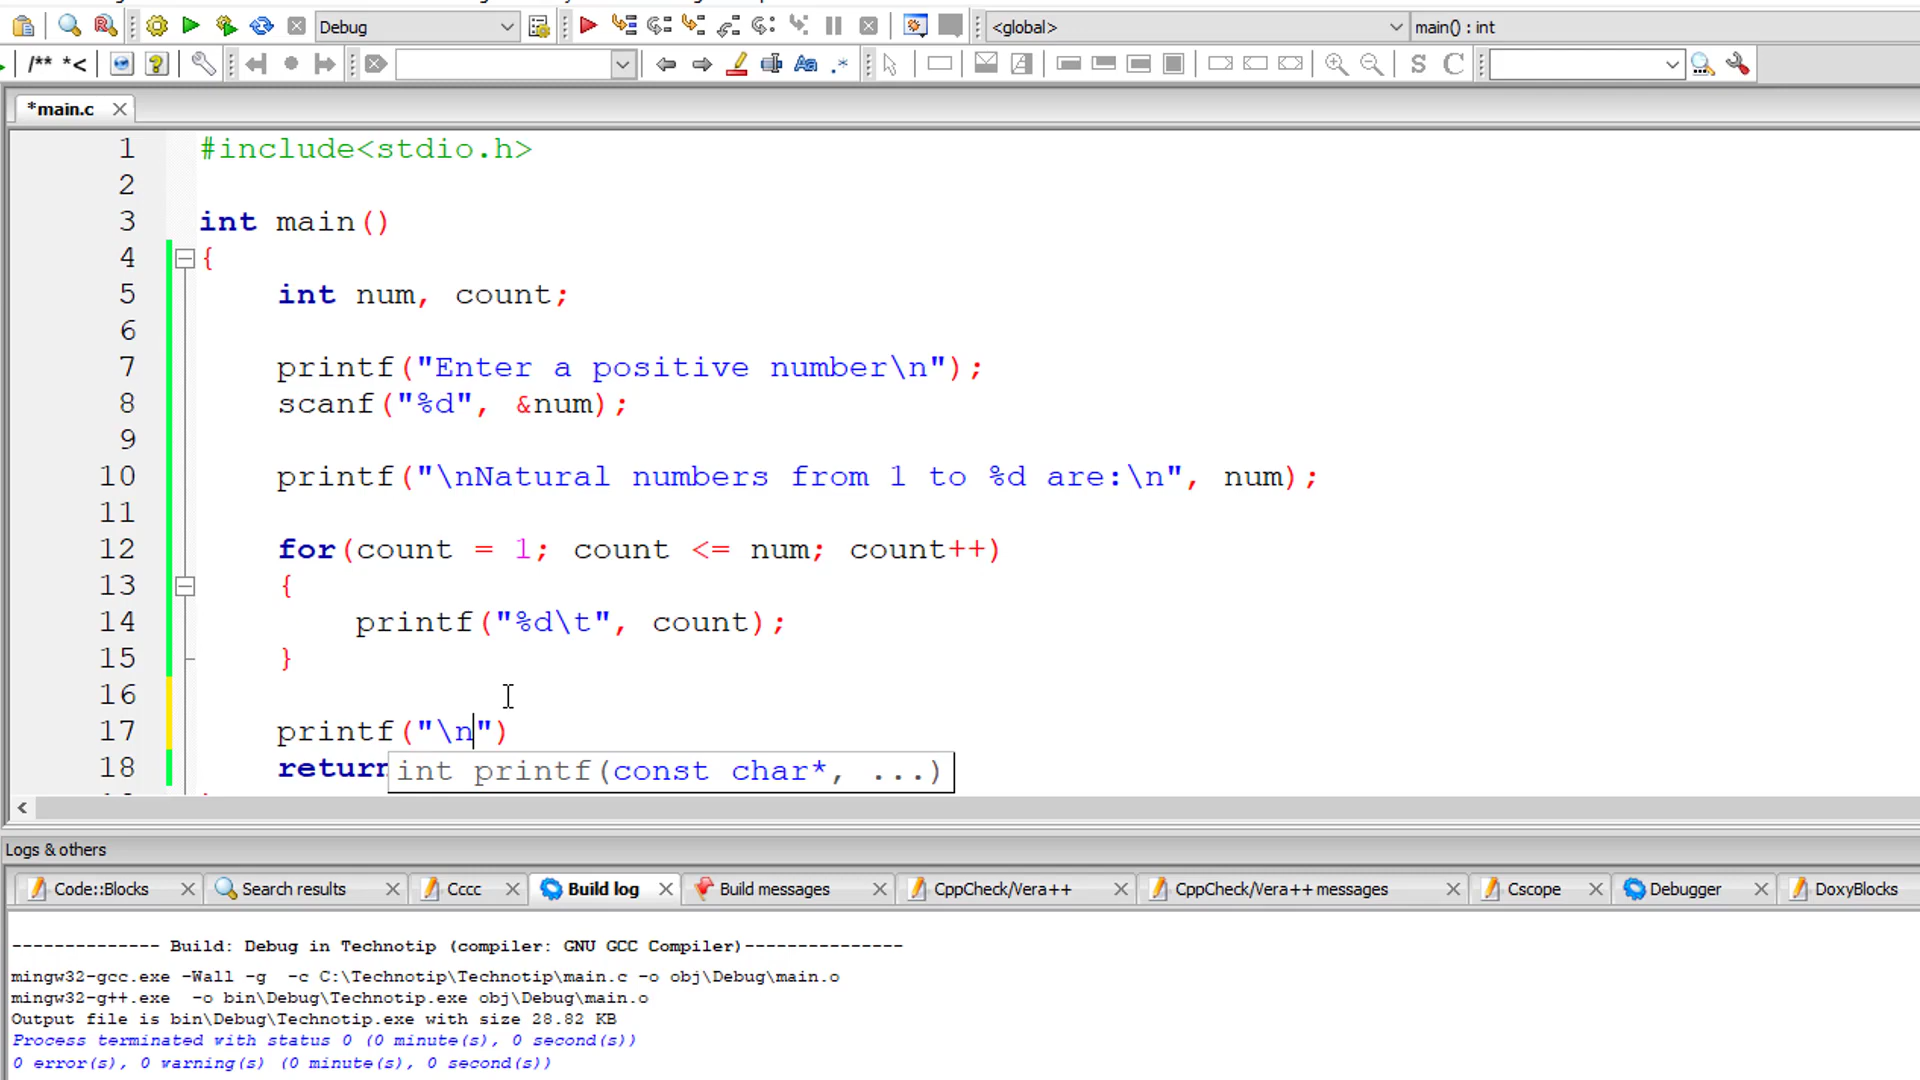 Debug
<global>
main() : int
/** *<
Aa
.*
S
C
*main.c
1 #include<stdio.h>
2
3 int main()
4 {
5 int num, count;
6
7 printf("Enter a positive number\n");
8 scanf("%d", &num);
9
10 printf("\nNatural numbers from 1 to %d are:\n", num);
11
12 for(count = 1; count <= num; count++)
13 {
14 printf("%d\t", count);
15 }
16
17 printf("\n")
18 return int printf(const char*, ...)
Logs & others
Code::Blocks Search results Cccc Build log Build messages CppCheck/Vera++ CppCheck/Vera++ messages Cscope Debugger DoxyBlocks
-------------- Build: Debug in Technotip (compiler: GNU GCC Compiler)---------------
mingw32-gcc.exe -Wall -g -c C:\Technotip\Technotip\main.c -o obj\Debug\main.o
mingw32-g++.exe -o bin\Debug\Technotip.exe obj\Debug\main.o
Output file is bin\Debug\Technotip.exe with size 28.82 KB
Process terminated with status 0 (0 minute(s), 0 second(s))
0 error(s), 0 warning(s) (0 minute(s), 0 second(s))